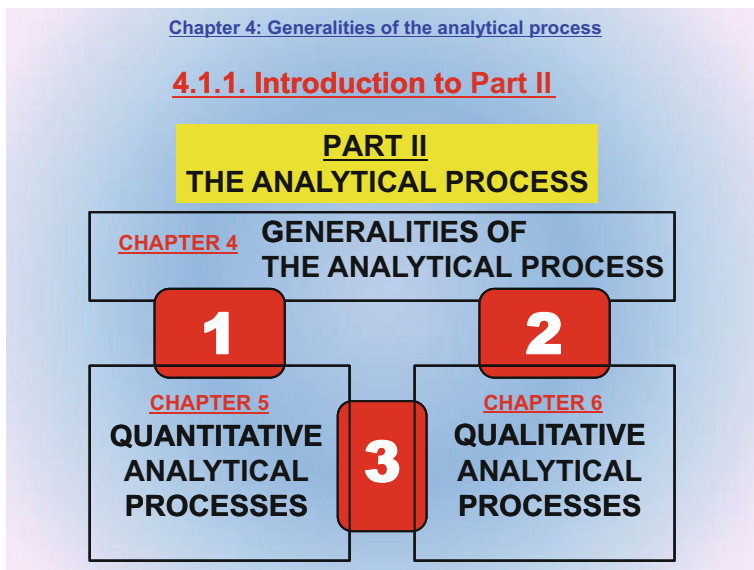 Chapter 4: Generalities of the analytical process
4.1.1. Introduction to Part II
PART II
THE ANALYTICAL PROCESS
CHAPTER 4
GENERALITIES OF
THE ANALYTICAL PROCESS
1
2
CHAPTER 5
QUANTITATIVE
ANALYTICAL
PROCESSES
3
CHAPTER 6
QUALITATIVE
ANALYTICAL
PROCESSES